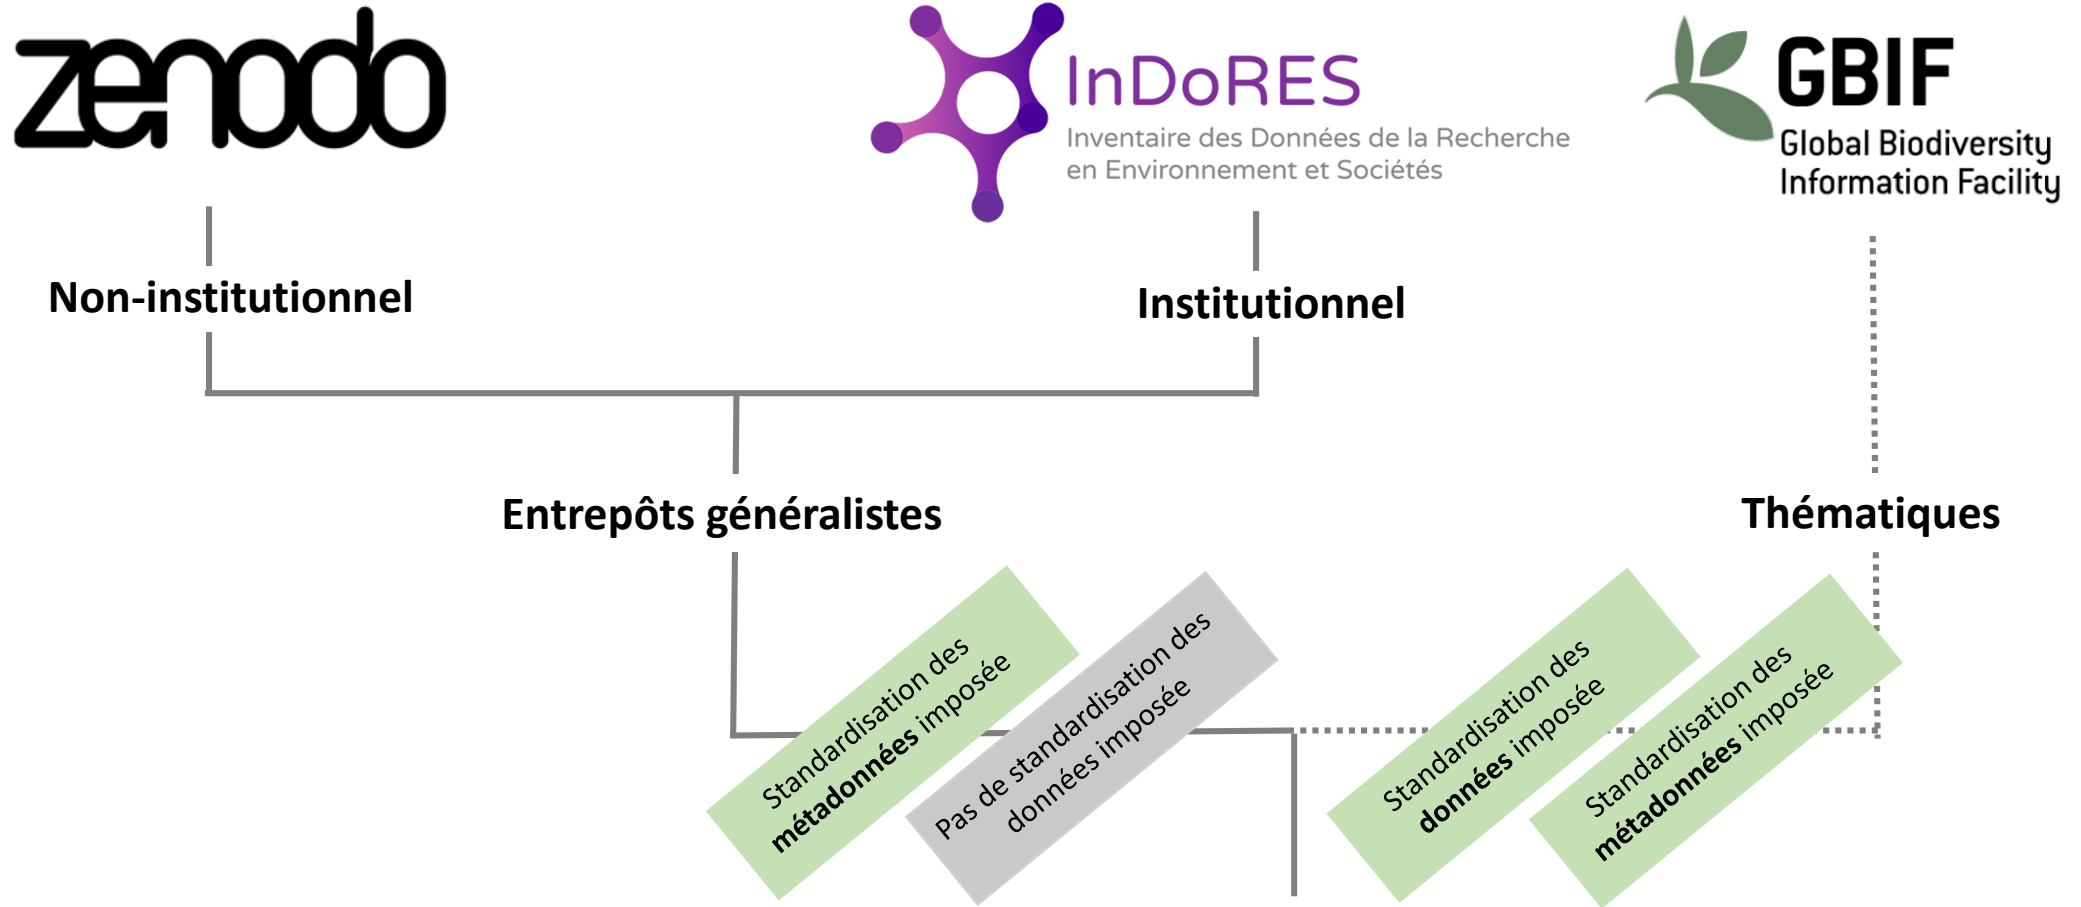 zenodo
InDoRES
Inventaire des Données de la Recherche
en Environnement et Sociétés
GBIF
Global Biodiversity
Information Facility
Non-institutionnel
Institutionnel
Entrepôts généralistes
Thématiques
Standardisation des
métadonnées imposée
Pas de standardisation des
données imposée
Standardisation des
données imposée
Standardisation des
métadonnées imposée